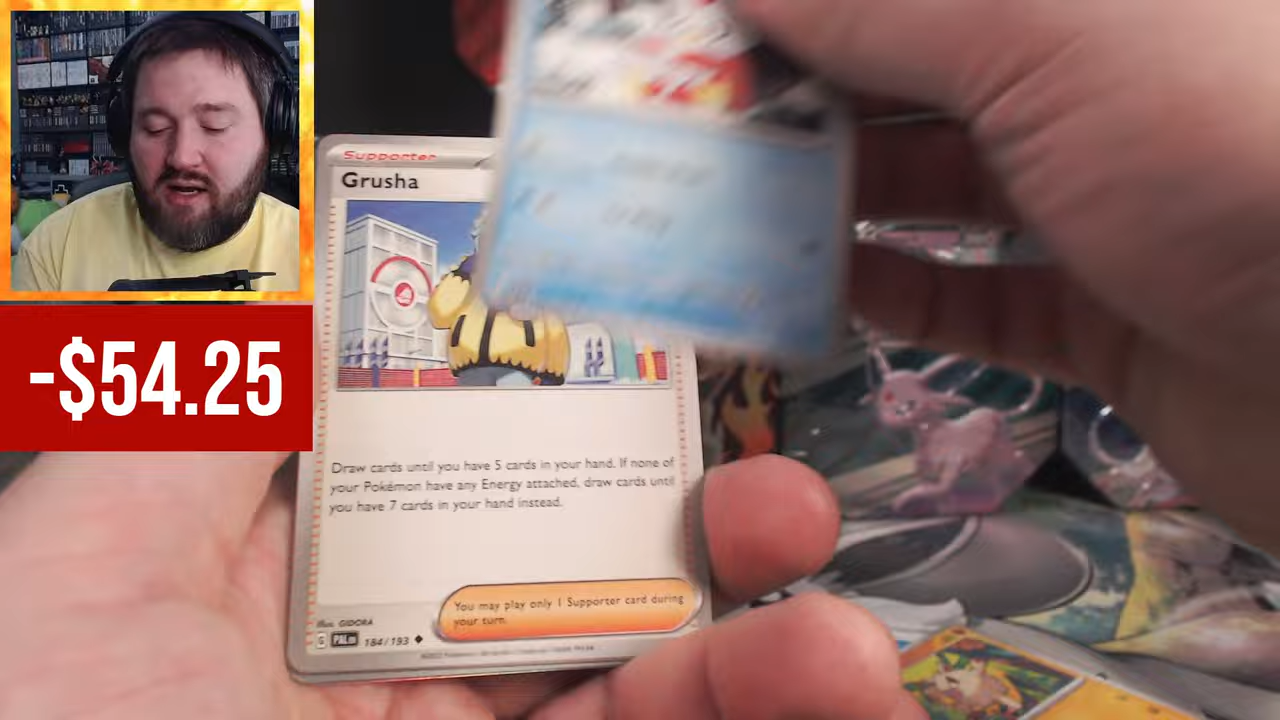 -$54.25
Supporter
Grusha
Draw cards until you have 5 cards in your hand. If none of
your Pokémon have any Energy attached, draw cards until
you have 7 cards in your hand instead.
You may play only 1 Supporter card during
your turn.
Illus. GIDORA
G PAL EN 184/193